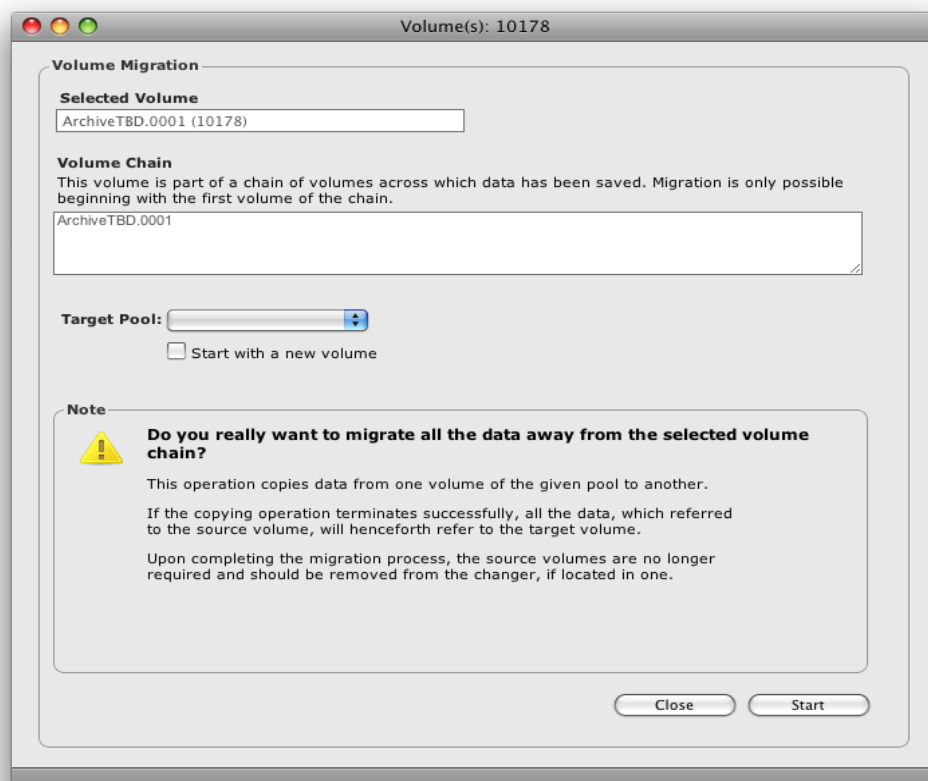 Volume(s): 10178
Volume Migration
Selected Volume
ArchiveTBD.0001 (10178)
Volume Chain
This volume is part of a chain of volumes across which data has been saved. Migration is only possible
beginning with the first volume of the chain.
ArchiveTBD.0001
Target Pool:
Start with a new volume
Note
Do you really want to migrate all the data away from the selected volume
chain?
This operation copies data from one volume of the given pool to another.
If the copying operation terminates successfully, all the data, which referred
to the source volume, will henceforth refer to the target volume.
Upon completing the migration process, the source volumes are no longer
required and should be removed from the changer, if located in one.
Close
Start